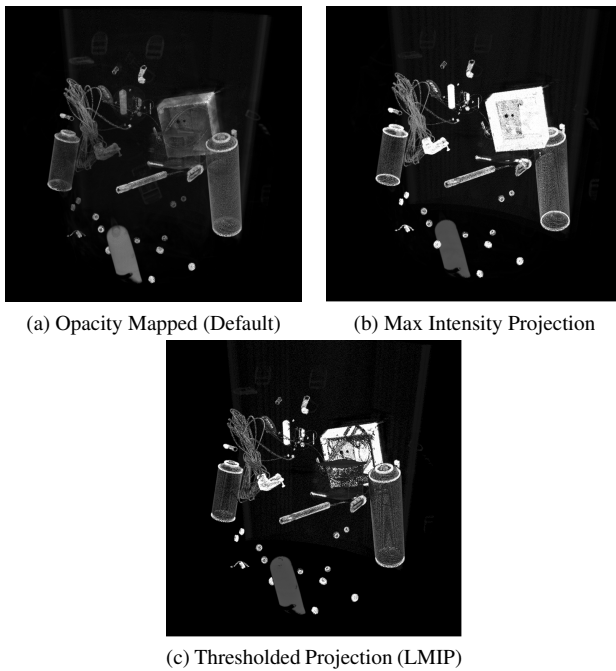 (a) Opacity Mapped (Default)
(b) Max Intensity Projection
(c) Thresholded Projection (LMIP)